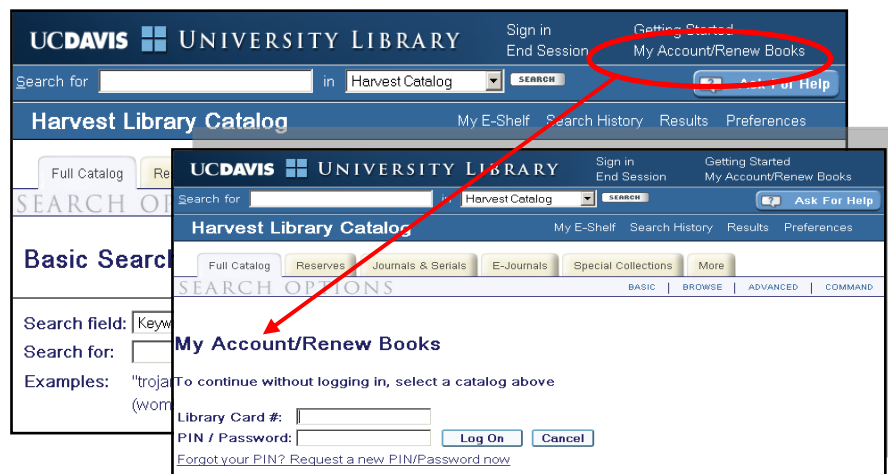 UCDAVIS UNIVERSITY LIBRARY
Sign in
End Session
Getting Started
My Account/Renew Books
Search for
in Harvest Catalog SEARCH
Ask For Help
Harvest Library Catalog
My E-Shelf Search History Results Preferences
Full Catalog Re
SEARCH OP
Basic Searc
Search field: Keyw
Search for:
Examples: "troja
(wom
UCDAVIS UNIVERSITY LIBRARY
Sign in
End Session
Getting Started
My Account/Renew Books
Search for
in Harvest Catalog SEARCH
Ask For Help
Harvest Library Catalog
My E-Shelf Search History Results Preferences
Full Catalog Reserves Journals & Serials E-Journals Special Collections More
SEARCH OPTIONS
BASIC | BROWSE | ADVANCED | COMMAND
My Account/Renew Books
To continue without logging in, select a catalog above
Library Card #:
PIN / Password: Log On Cancel
Forgot your PIN? Request a new PIN/Password now